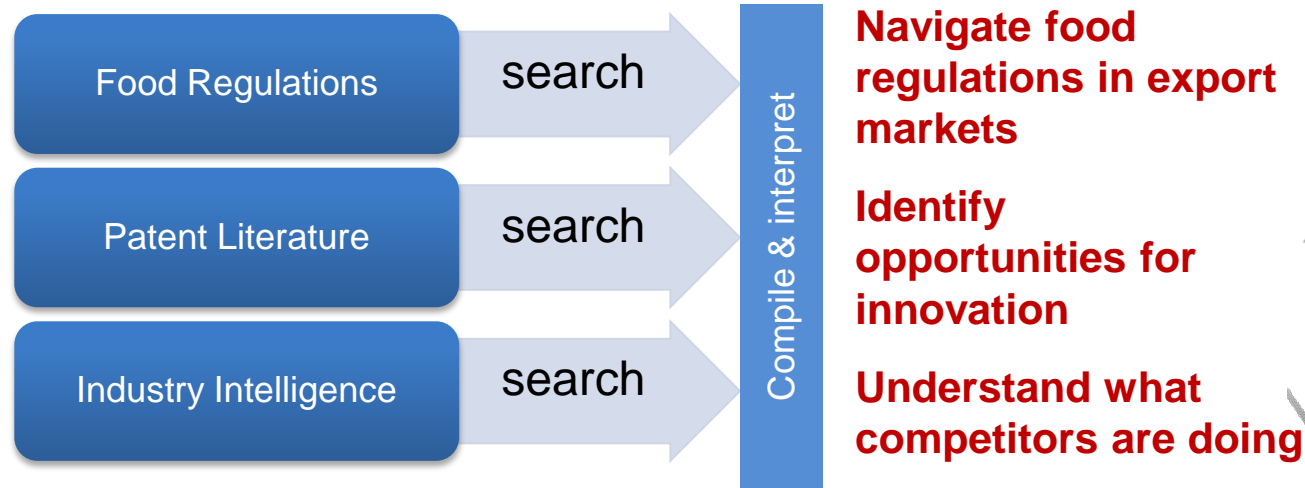 Food Regulations
search
Patent Literature
search
Industry Intelligence
search
Compile & interpret
Navigate food
regulations in export
markets
Identify
opportunities for
innovation
Understand what
competitors are doing